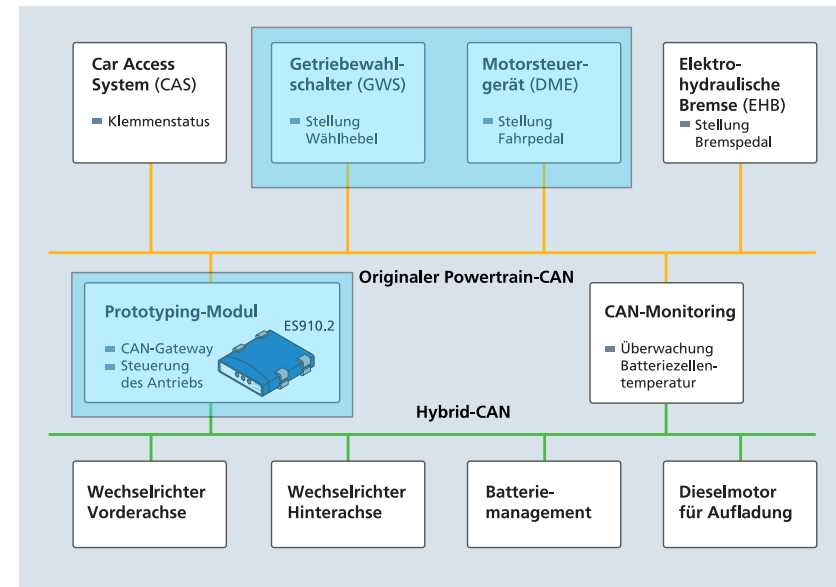 Car Access
System (CAS)
Klemmenstatus
Getriebewahl-
schalter (GWS)
Stellung
Wählhebel
Motorsteuer-
gerät (DME)
Stellung
Fahrpedal
Elektro-
hydraulische
Bremse (EHB)
Stellung
Bremspedal
Originaler Powertrain-CAN
Prototyping-Modul
ES910.2
CAN-Gateway
Steuerung
des Antriebs
CAN-Monitoring
Überwachung
Batteriezellen-
temperatur
Hybrid-CAN
Wechselrichter
Vorderachse
Wechselrichter
Hinterachse
Batterie-
management
Dieselmotor
für Aufladung